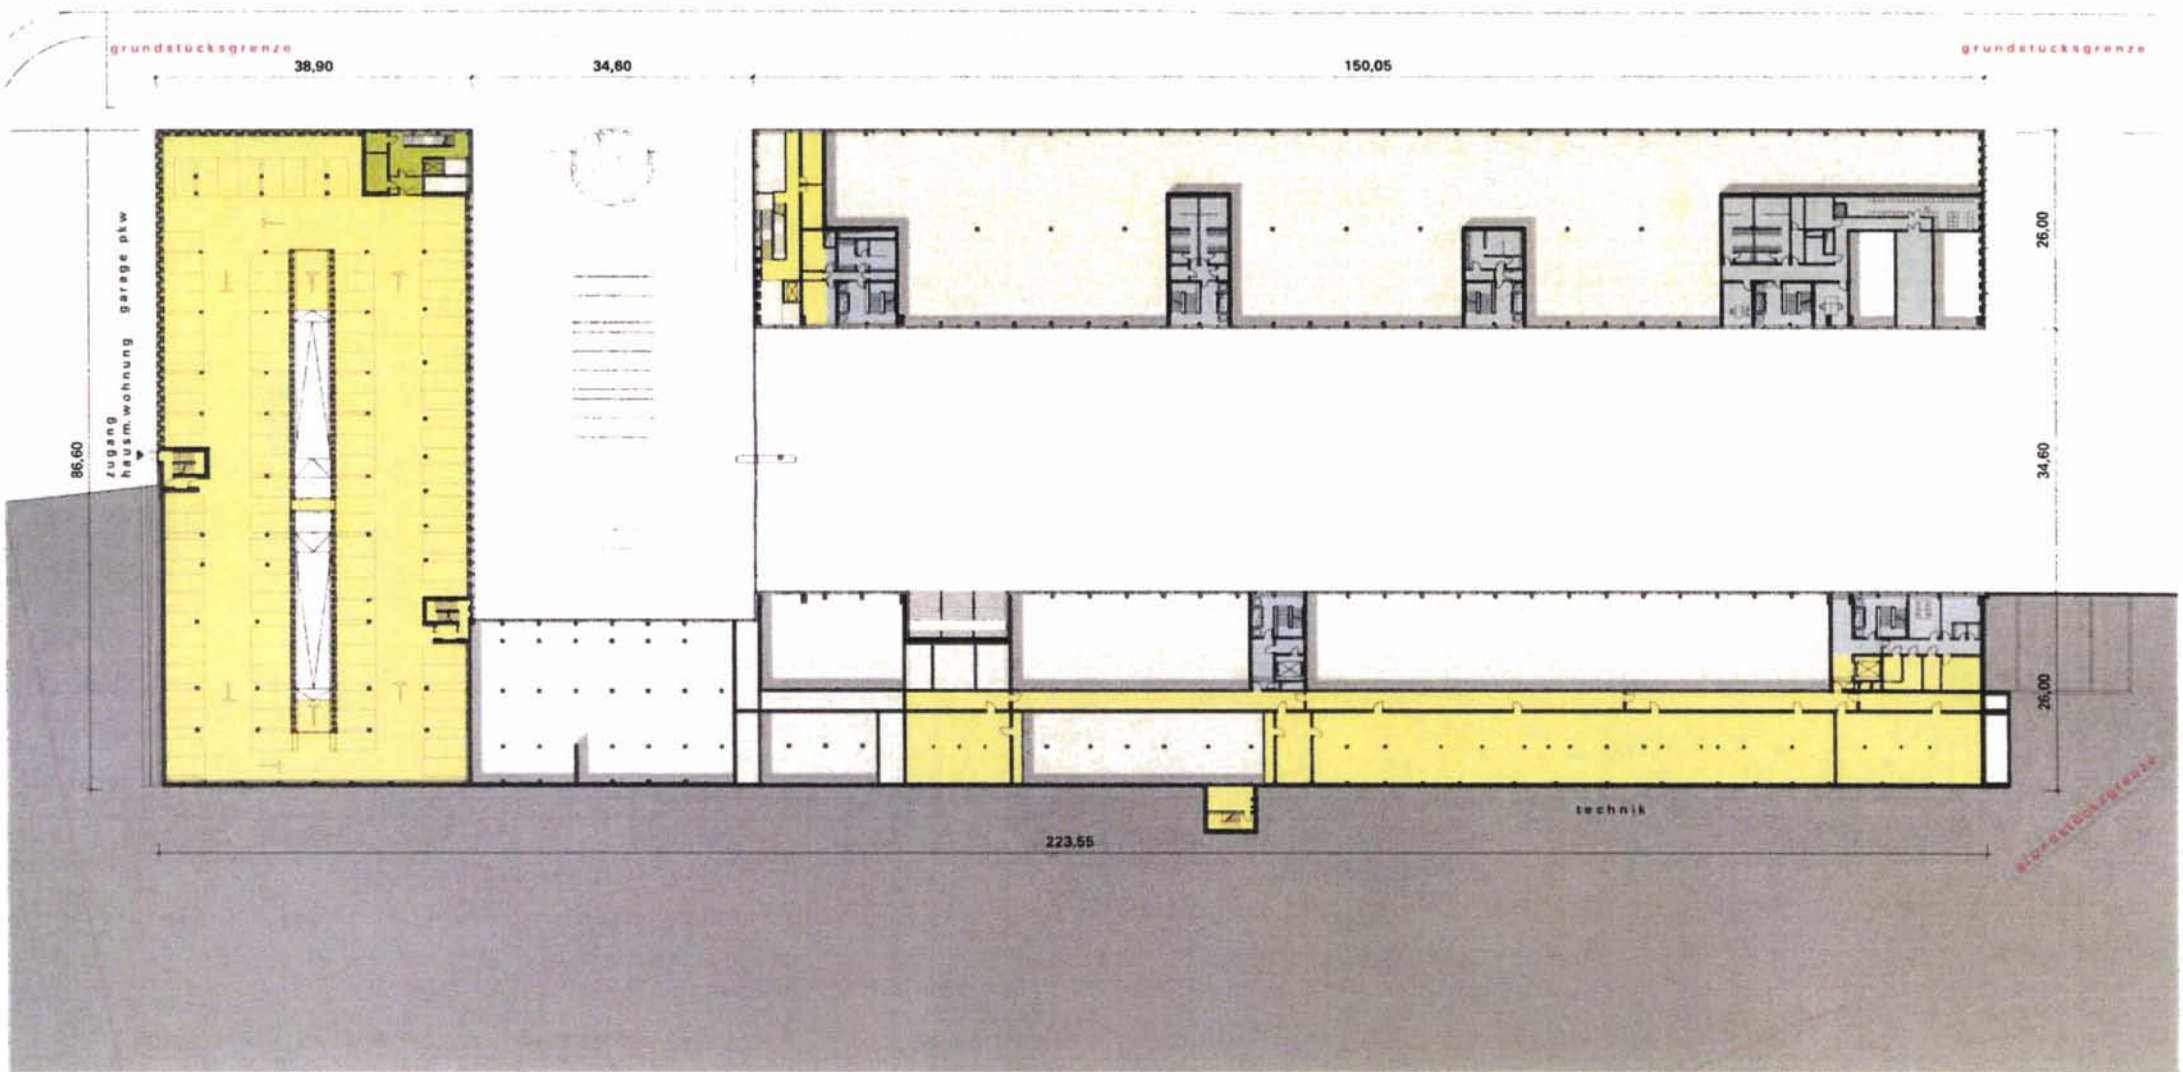 grundstücksgrenze
grundstücksgrenze
38,90
34,60
150,05
zugang
hausm.wohnung garage pkw
86,60
26,00
34,60
26,00
technik
grundstücksgrenze
223,55